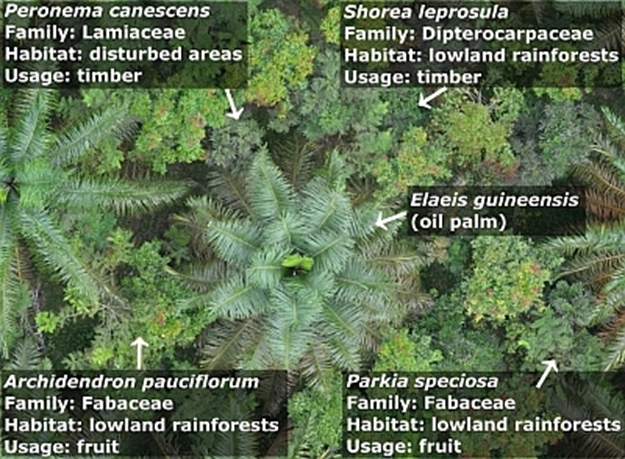 Peronema canescens
Family: Lamiaceae
Habitat: disturbed areas
Usage: timber
Shorea leprosula
Family: Dipterocarpaceae
Habitat: lowland rainforests
Usage: timber
Elaeis guineensis
(oil palm)
Archidendron pauciflorum
Family: Fabaceae
Habitat: lowland rainforests
Usage: fruit
Parkia speciosa
Family: Fabaceae
Habitat: lowland rainforests
Usage: fruit